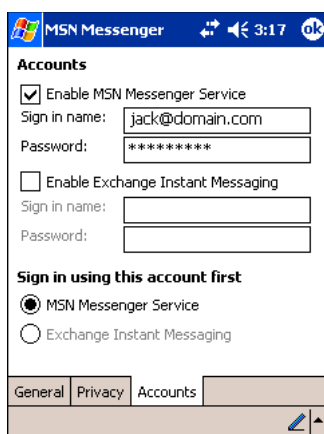 MSN Messenger 3:17 ok
Accounts
Enable MSN Messenger Service
Sign in name: jack@domain.com
Password: *********
Enable Exchange Instant Messaging
Sign in name:
Password:
Sign in using this account first
MSN Messenger Service
Exchange Instant Messaging
General Privacy Accounts